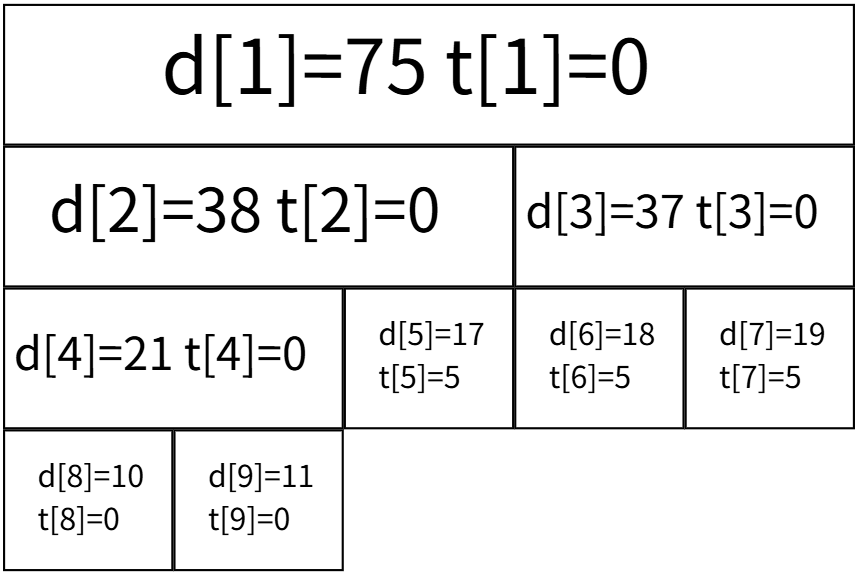 d[1]=75 t[1]=0
d[2]=38 t[2]=0
d[3]=37 t[3]=0
d[4]=21 t[4]=0
d[5]=17
t[5]=5
d[6]=18
t[6]=5
d[7]=19
t[7]=5
d[8]=10
t[8]=0
d[9]=11
t[9]=0